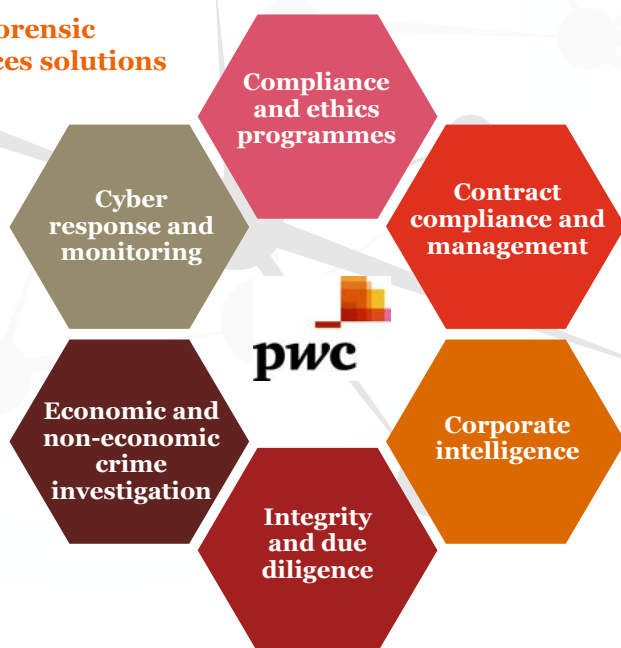 orensic
ces solutions
Compliance
and ethics
programmes
Cyber
response and
monitoring
Contract
compliance and
management
pwc
Economic and
non-economic
crime
investigation
Corporate
intelligence
Integrity
and due
diligence